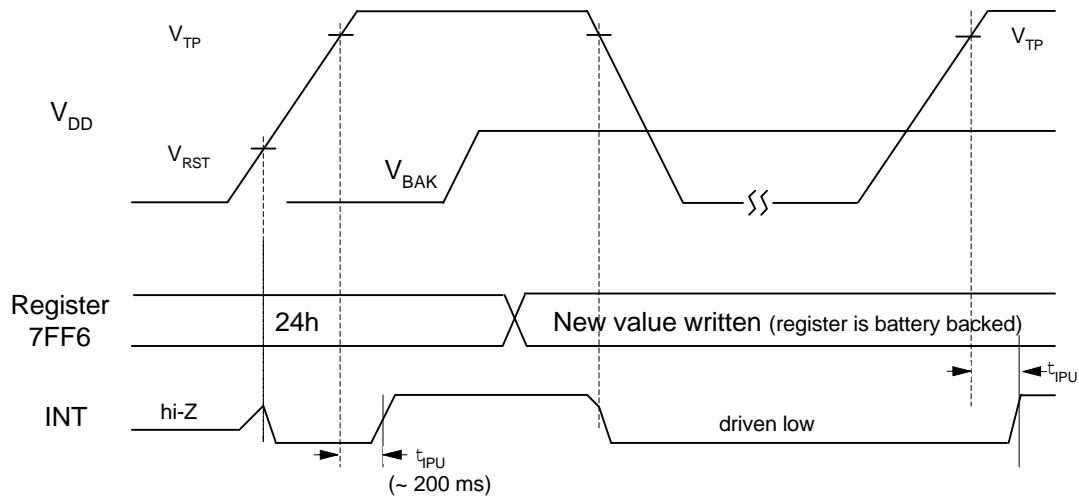 VTP
VTP
VDD
VRST
VBAK
Register
7FF6
24h
New value written (register is battery backed)
tIPU
INT
hi-Z
driven low
tIPU
(~ 200 ms)